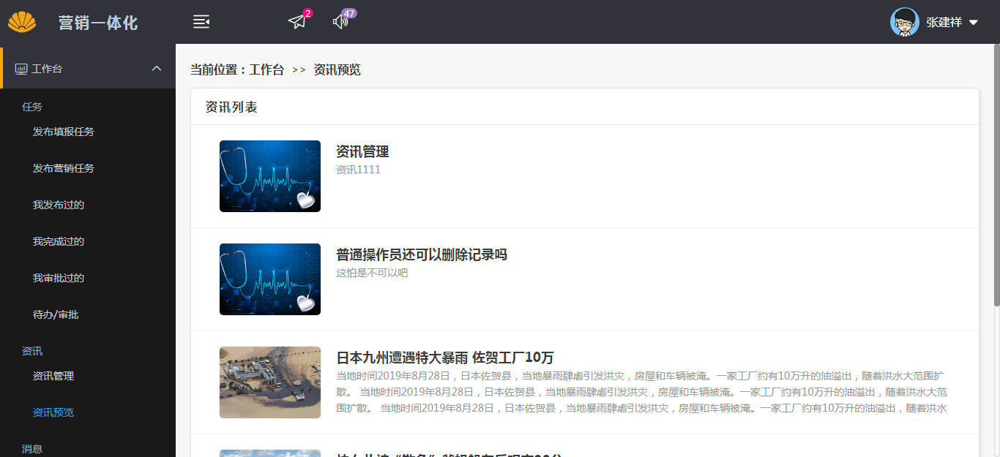 营销一体化
2
47
张建祥
工作台
任务
发布填报任务
发布营销任务
我发布过的
我完成过的
我审批过的
待办/审批
资讯
资讯管理
资讯预览
消息
当前位置：工作台 >> 资讯预览
资讯列表
资讯管理
资讯1111
普通操作员还可以删除记录吗
这怕是不可以吧
日本九州遭遇特大暴雨 佐贺工厂10万
当地时间2019年8月28日，日本佐贺县，当地暴雨肆虐引发洪灾，房屋和车辆被淹。一家工厂约有10万升的油溢出，随着洪水大范围扩
散。 当地时间2019年8月28日，日本佐贺县，当地暴雨肆虐引发洪灾，房屋和车辆被淹。一家工厂约有10万升的油溢出，随着洪水大范
围扩散。 当地时间2019年8月28日，日本佐贺县，当地暴雨肆虐引发洪灾，房屋和车辆被淹。一家工厂约有10万升的油溢出，随着洪水